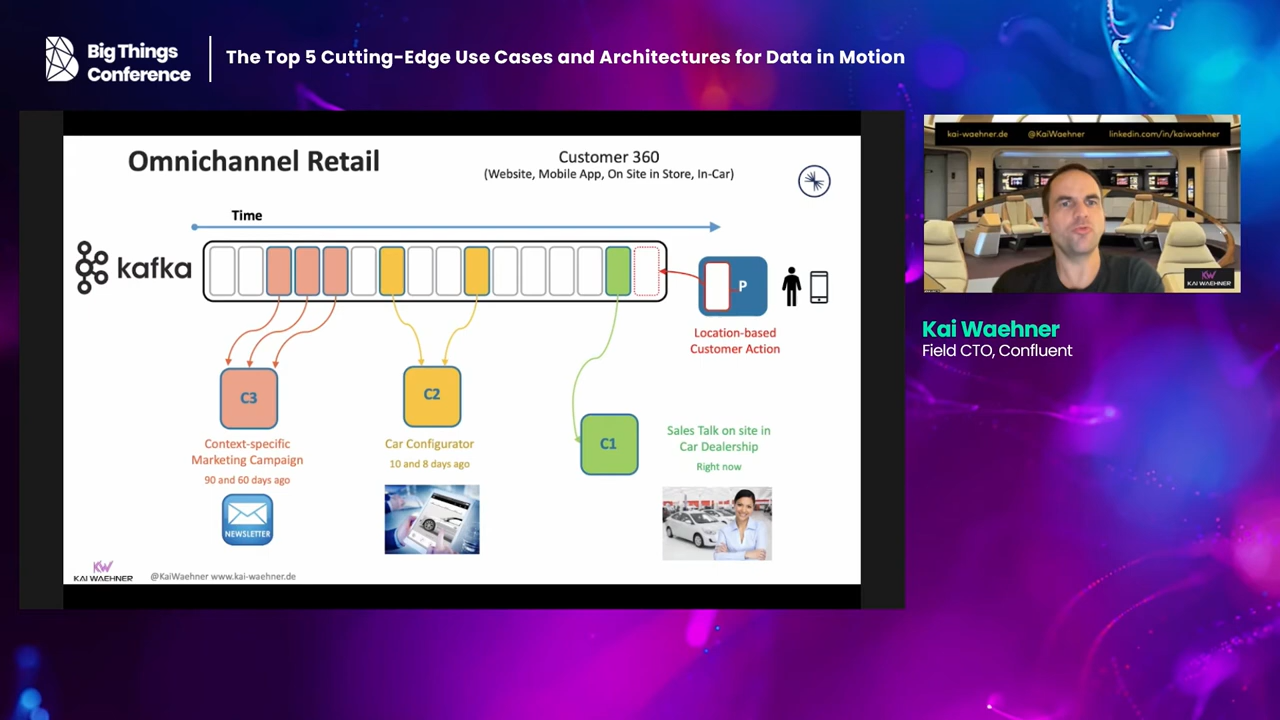 Big Things
Conference
The Top 5 Cutting-Edge Use Cases and Architectures for Data in Motion
Omnichannel Retail
Customer 360
(Website, Mobile App, On Site in Store, In-Car)
Time
kafka
P
Location-based
Customer Action
C3
Context-specific
Marketing Campaign
90 and 60 days ago
NEWSLETTER
C2
Car Configurator
10 and 8 days ago
C1
Sales Talk on site in
Car Dealership
Right now
KW
KAI WAEHNER
@KaiWaehner www.kai-waehner.de
kai-waehner.de @KaiWaehner linkedin.com/in/kaiwaehner
KW
KAI WAEHNER
Kai Waehner
Field CTO, Confluent